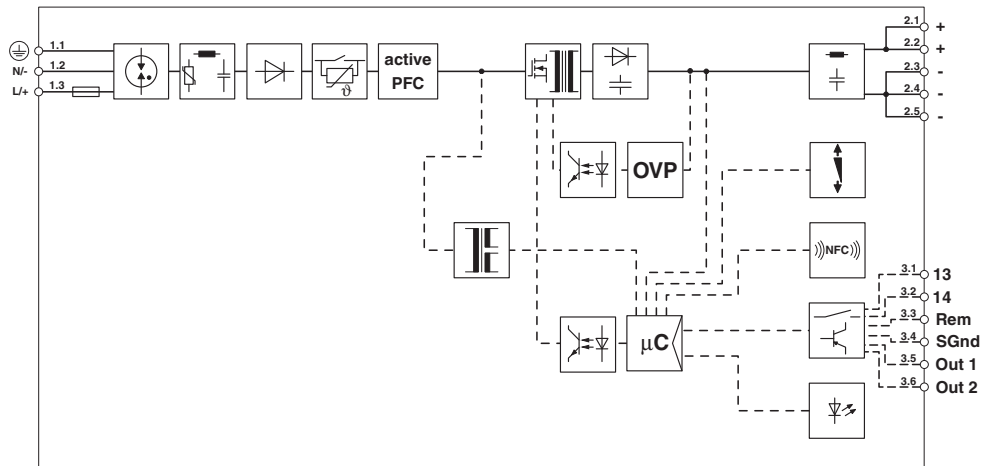 1.1
N/- 1.2
L/+ 1.3
ϑ
active
PFC
2.1 +
2.2 +
2.3 -
2.4 -
2.5 -
OVP
)))NFC)))
µC
3.1 13
3.2 14
3.3 Rem
3.4 SGnd
3.5 Out 1
3.6 Out 2